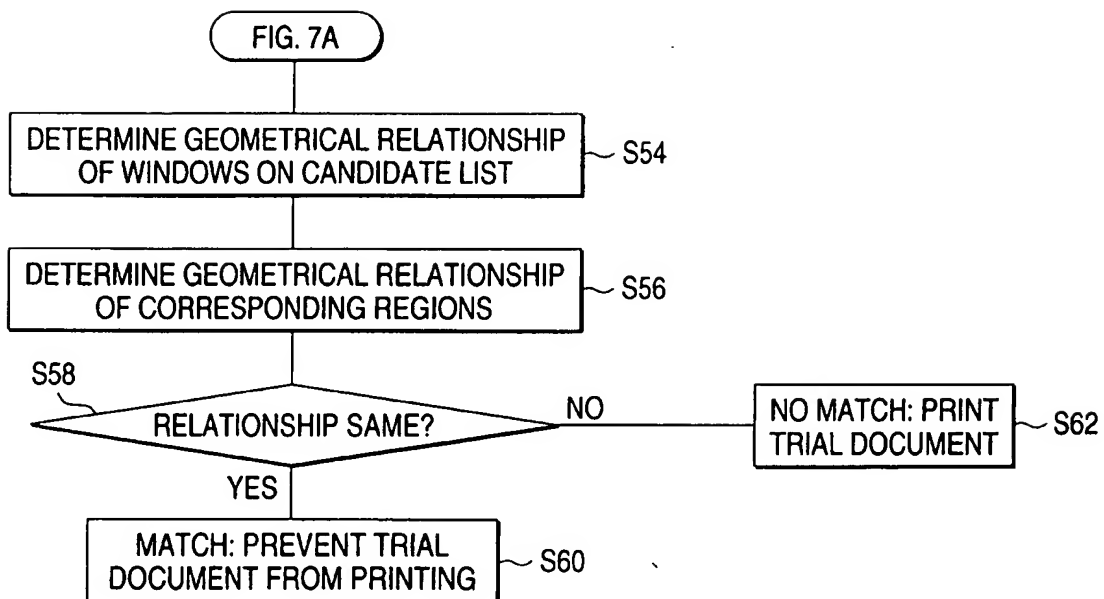 FIG. 7A
DETERMINE GEOMETRICAL RELATIONSHIP
OF WINDOWS ON CANDIDATE LIST
S54
DETERMINE GEOMETRICAL RELATIONSHIP
OF CORRESPONDING REGIONS
S56
S58
RELATIONSHIP SAME?
NO
NO MATCH: PRINT
TRIAL DOCUMENT
S62
YES
MATCH: PREVENT TRIAL
DOCUMENT FROM PRINTING
S60